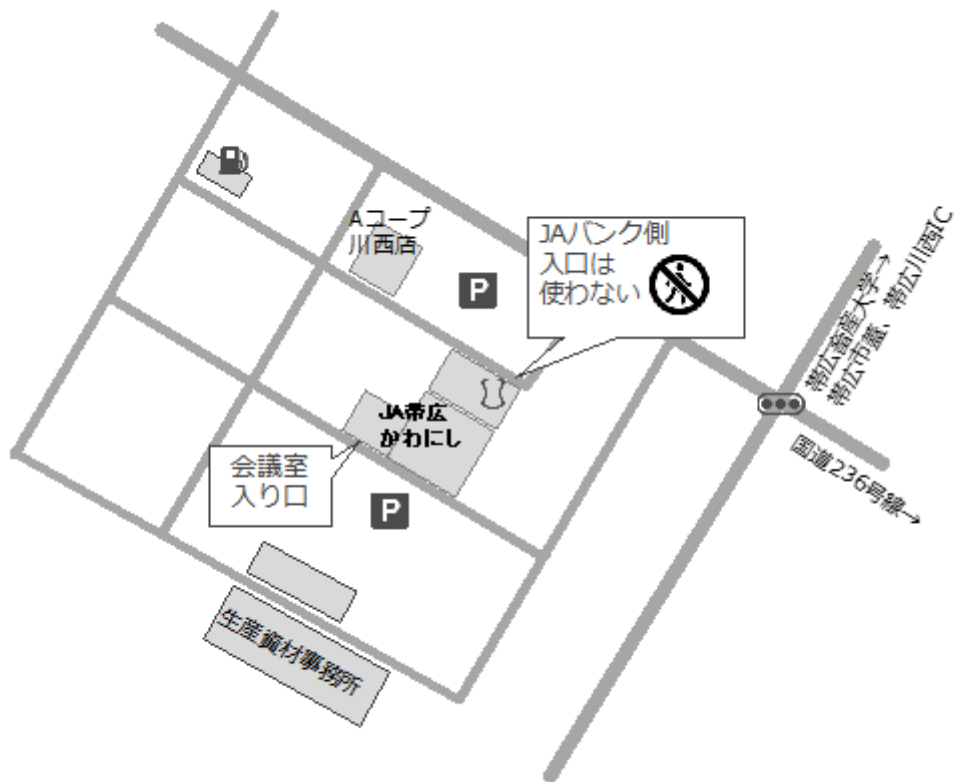 Aコープ
川西店
JAバンク側
入口は
使わない
P
帯広畜産大学→
帯広市街、帯広川西IC
JA帯広
かわにし
国道236号線→
会議室
入り口
P
生産資材事務所